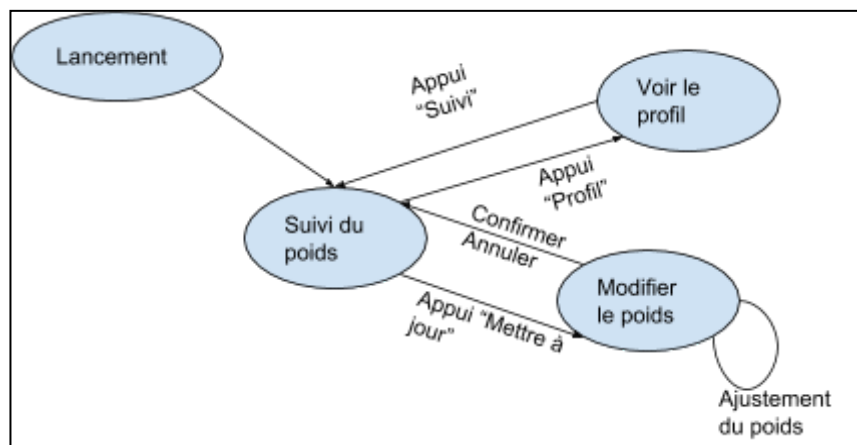 Lancement
Appui
“Suivi”
Voir le
profil
Appui
“Profil”
Suivi du
poids
Confirmer
Annuler
Modifier
le poids
Appui “Mettre à
jour”
Ajustement
du poids